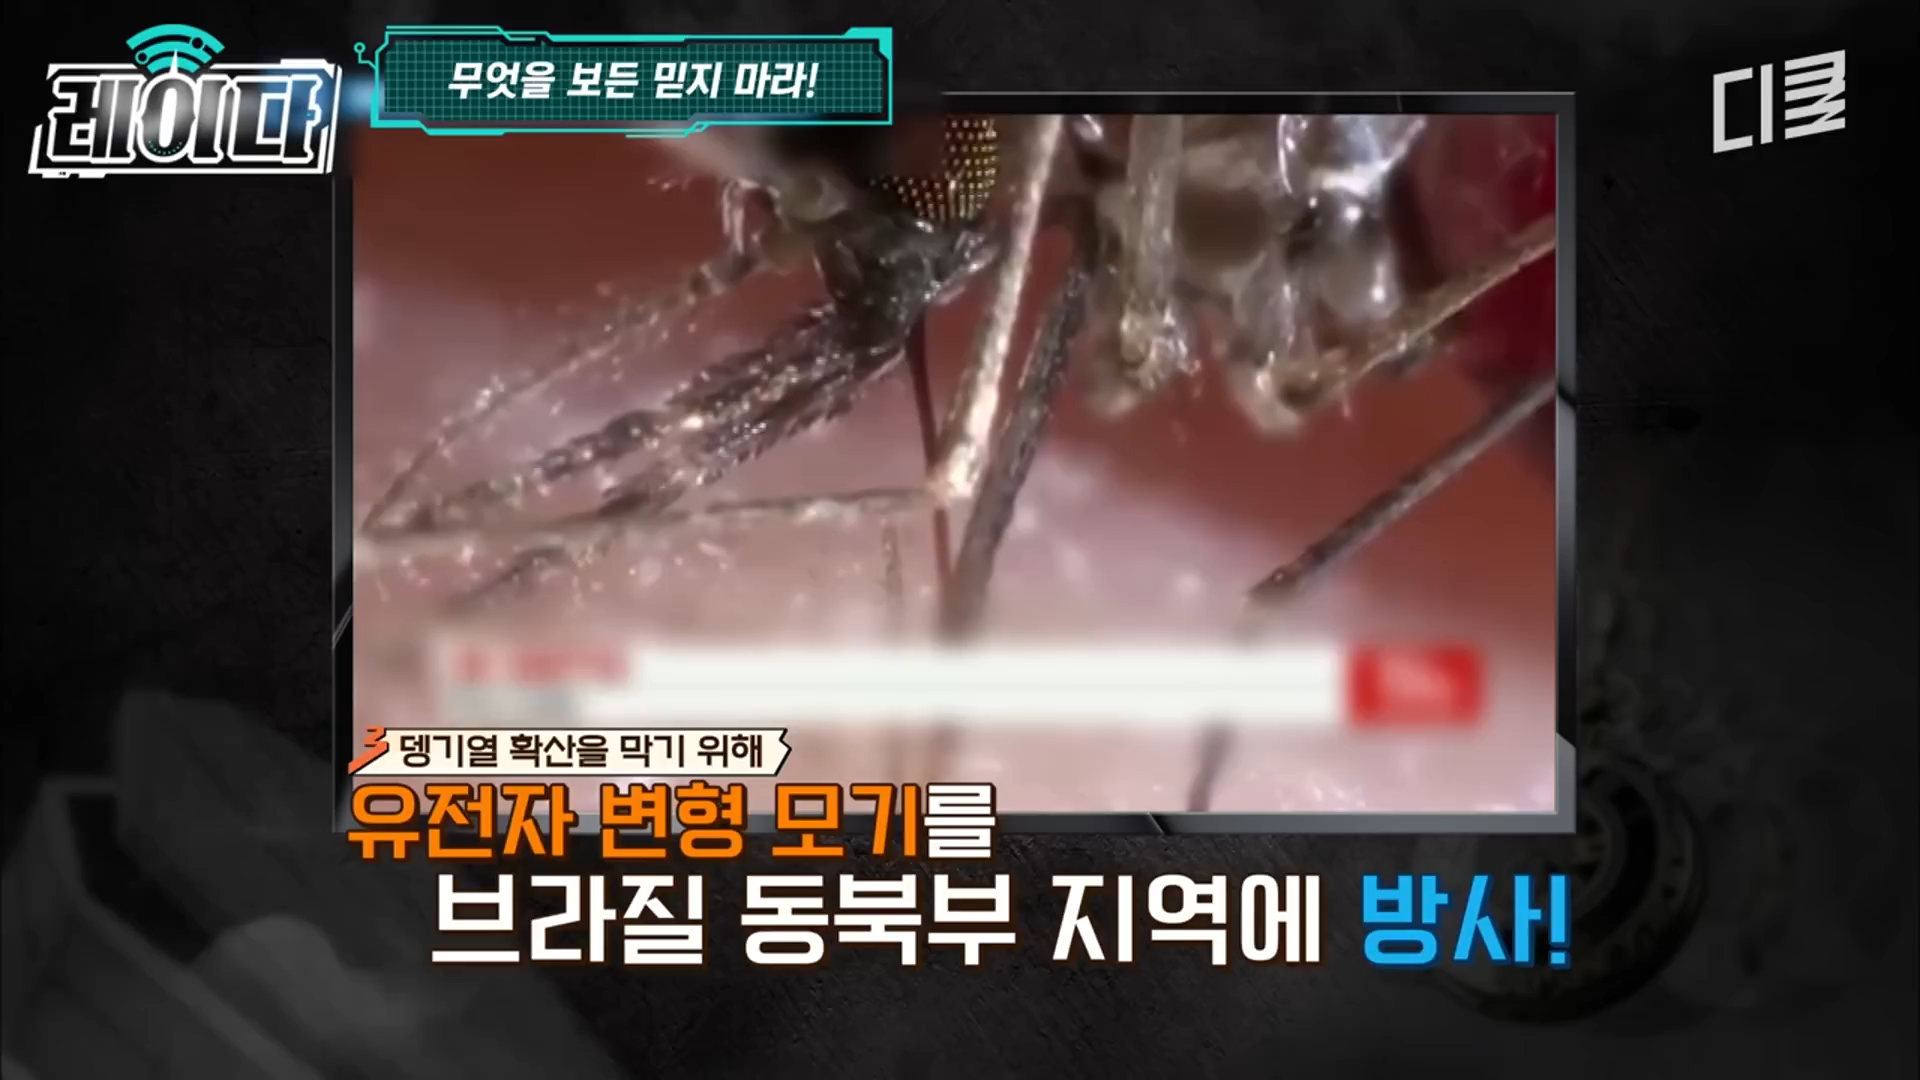 레이다
무엇을 보든 믿지 마라!
디글
뎅기열 확산을 막기 위해
유전자 변형 모기를
브라질 동북부 지역에 방사!